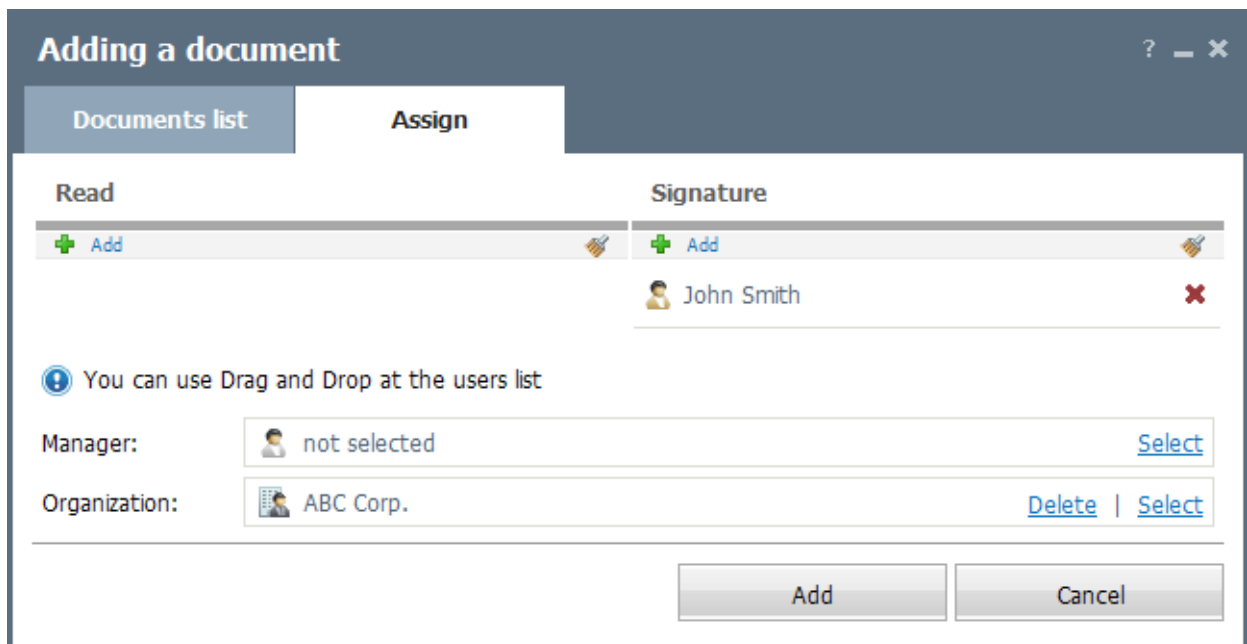 Adding a document ?
Documents list Assign
Read Signature
Add Add
John Smith
You can use Drag and Drop at the users list
Manager: not selected Select
Organization: ABC Corp. Delete | Select
Add Cancel